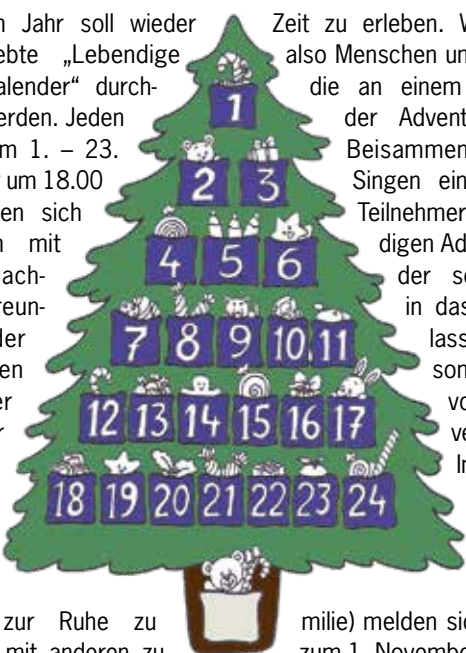 n Jahr soll wieder
ebte „Lebendige
alender“ durch-
erden. Jeden
m 1. – 23.
um 18.00
en sich
n mit
ach-
reun-
der
en
er
r
zur Ruhe zu
mit anderen zu
1
2 3
4 5 6
7 8 9 10 11
12 13 14 15 16 17
18 19 20 21 22 23 24
Zeit zu erleben. W
also Menschen un
die an einem
der Advent
Beisammen
Singen ein
Teilnehmer
digen Ad
der se
in das
lass
son
vo
ve
In
milie) melden sic
zum 1. Novembe